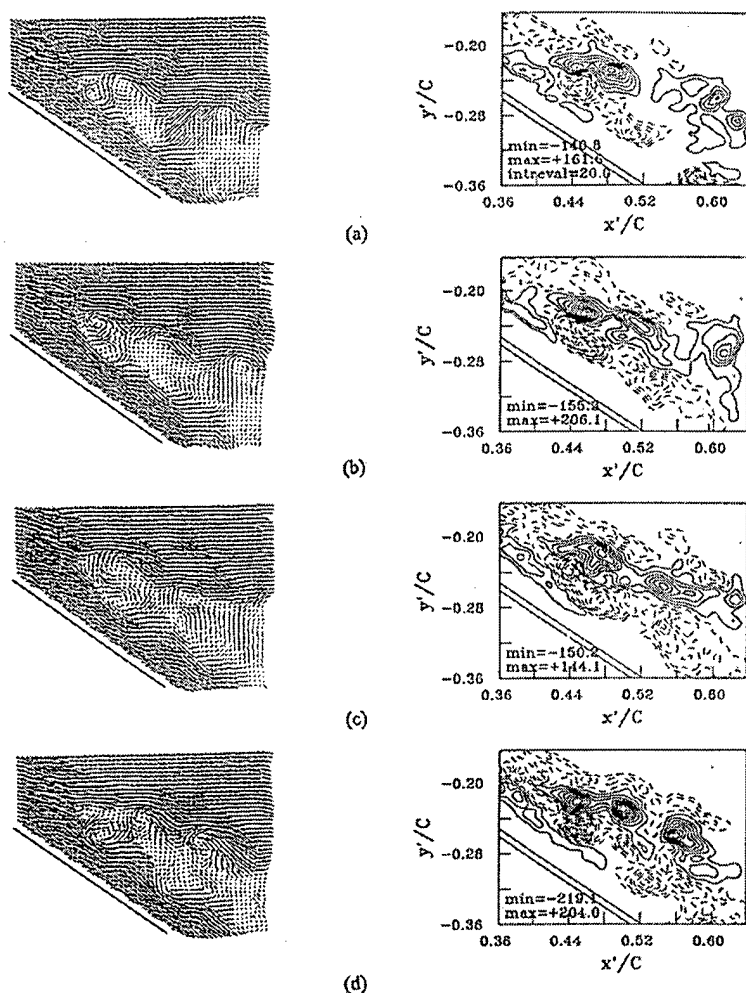 y'/C
-0.20
-0.28
-0.36
min=-140.8
max=+161.6
intreval=20.0
0.36 0.44 0.52 0.60
x'/C
(a)
y'/C
-0.20
-0.28
-0.36
min=-155.2
max=+206.1
0.36 0.44 0.52 0.60
x'/C
(b)
y'/C
-0.20
-0.28
-0.36
min=-150.2
max=+144.1
0.36 0.44 0.52 0.60
x'/C
(c)
y'/C
-0.20
-0.28
-0.36
min=-219.1
max=+204.0
0.36 0.44 0.52 0.60
x'/C
(d)